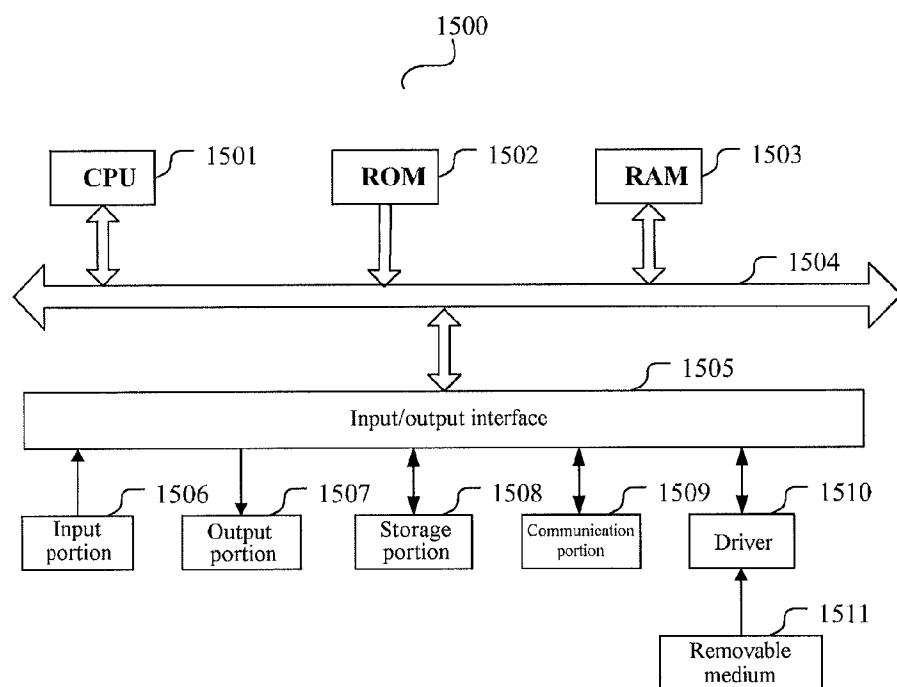 1500
CPU
1501
ROM
1502
RAM
1503
1504
1505
Input/output interface
1506
1507
1508
1509
1510
Input
portion
Output
portion
Storage
portion
Communication
portion
Driver
1511
Removable
medium